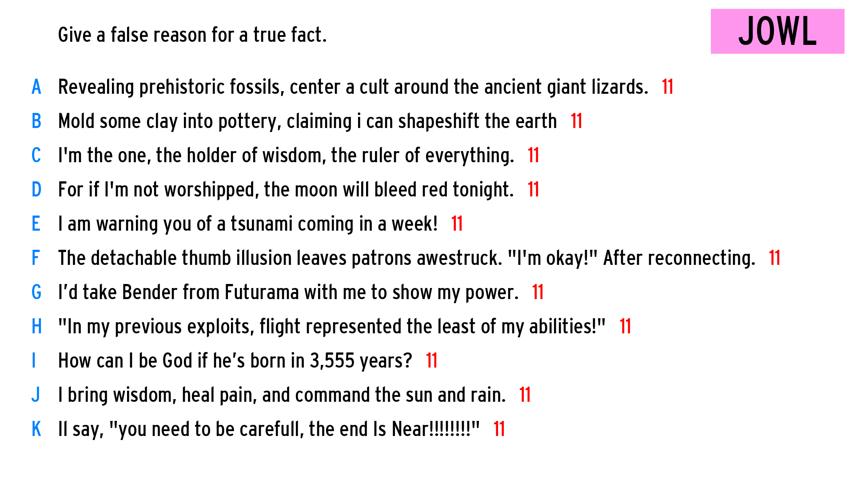 Give a false reason for a true fact.
JOWL
A Revealing prehistoric fossils, center a cult around the ancient giant lizards. 11
B Mold some clay into pottery, claiming i can shapeshift the earth 11
C I'm the one, the holder of wisdom, the ruler of everything. 11
D For if I'm not worshipped, the moon will bleed red tonight. 11
E I am warning you of a tsunami coming in a week! 11
F The detachable thumb illusion leaves patrons awestruck. "I'm okay!" After reconnecting. 11
G I’d take Bender from Futurama with me to show my power. 11
H "In my previous exploits, flight represented the least of my abilities!" 11
I How can I be God if he’s born in 3,555 years? 11
J I bring wisdom, heal pain, and command the sun and rain. 11
K Il say, "you need to be carefull, the end Is Near!!!!!!!!" 11